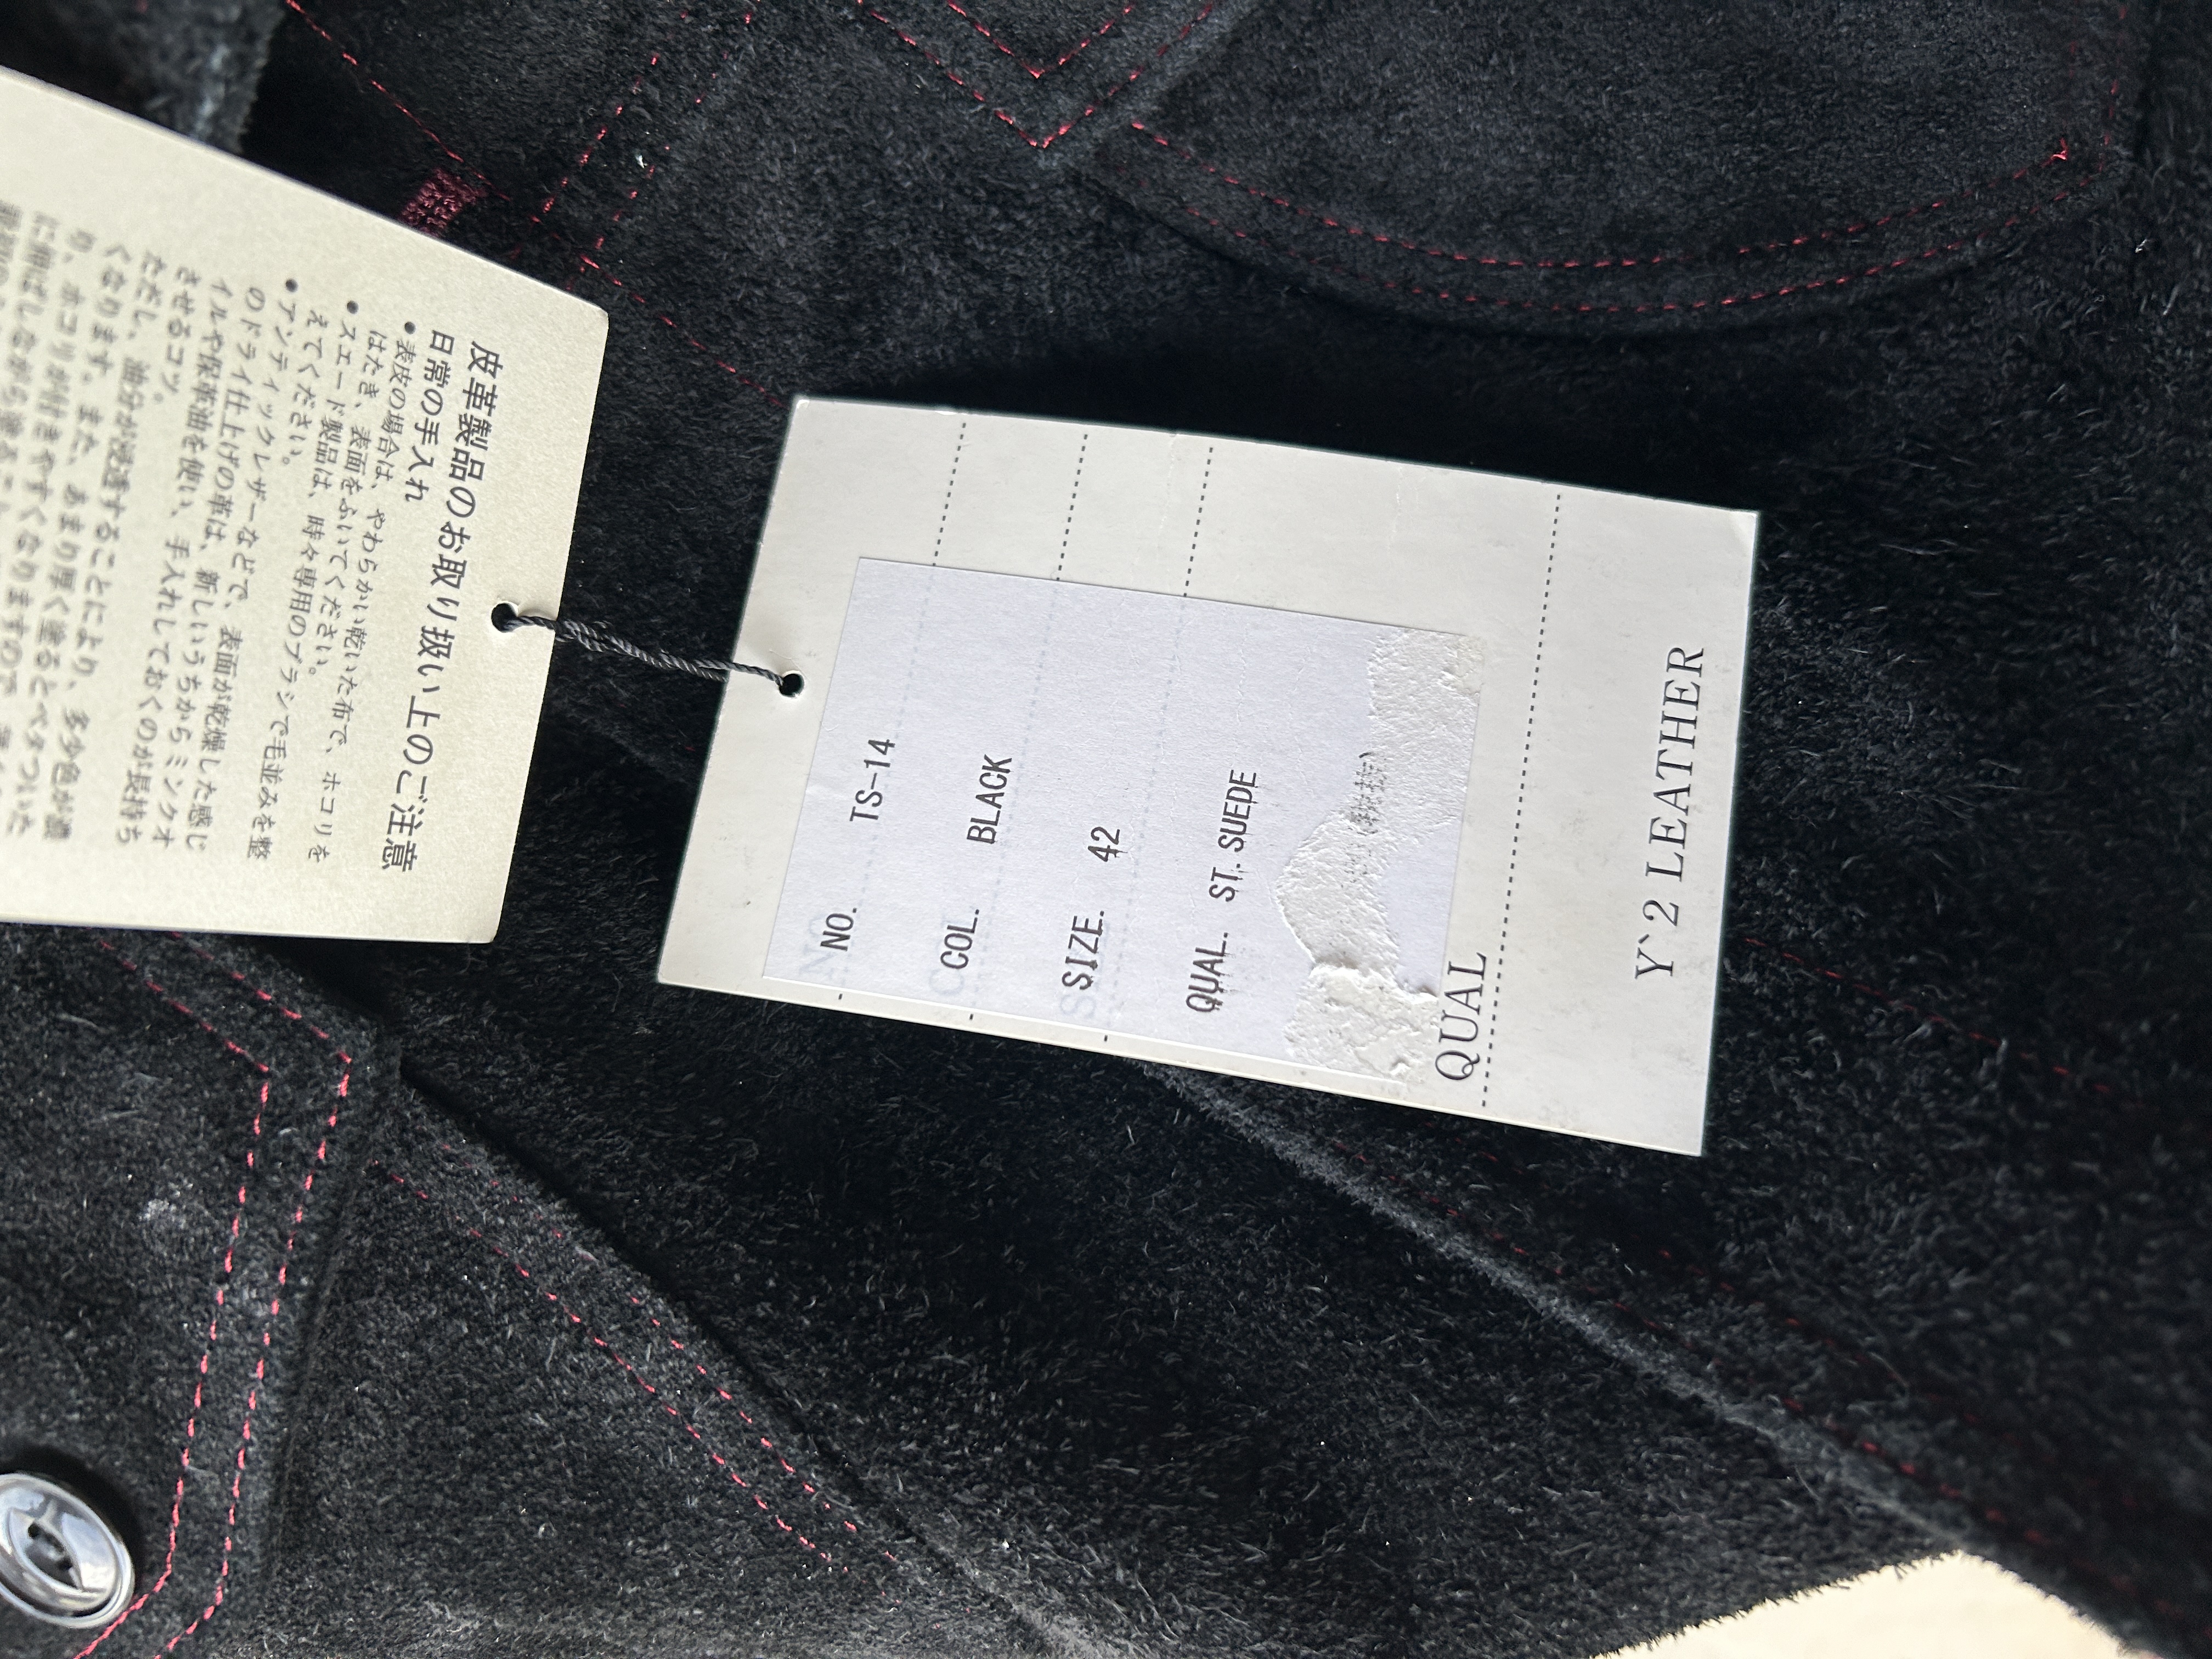 皮革製品のお取り扱い上のご注意
日常の手入れ
• 表皮の場合は、やわらかい乾いた布で、ホコリを
はたき、表面をふいてください。
• スエード製品は、時々専用のブラシで毛並みを整
えてください。
• アンティックレザーなどで、表面が乾燥した感じ
のドライ仕上げの革は、新しいうちからミンクオ
イルや保革油を使い、手入れしておくのが長持ち
させるコツ。
ただし、油分が浸透することにより、多少色が濃
くなります。また、あまり厚く塗るとベタついた
り、ホコリが付きやすくなりますので、
に伸ばしながら塗る
NO. TS-14
COL. BLACK
SIZE. 42
QUAL. ST.SUEDE
QUAL
Y`2 LEATHER